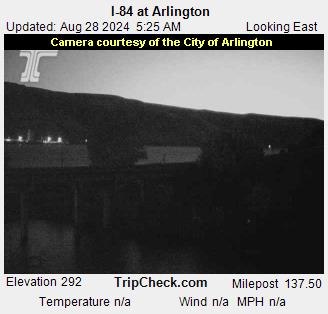 I-84 at Arlington
Updated: Aug 28 2024 5:25 AM Looking East
Camera courtesy of the City of Arlington
Elevation 292 TripCheck.com Milepost 137.50
Temperature n/a Wind n/a MPH n/a